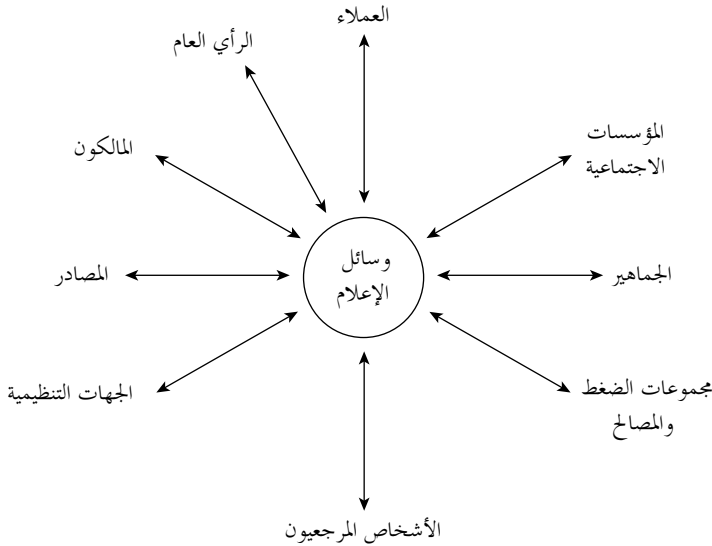 العملاء
الرأي العام
المؤسسات
الاجتماعية
المالكون
وسائل
الإعلام
الجماهير
المصادر
مجموعات الضغط
والمصالح
الجهات التنظيمية
الأشخاص المرجعيون